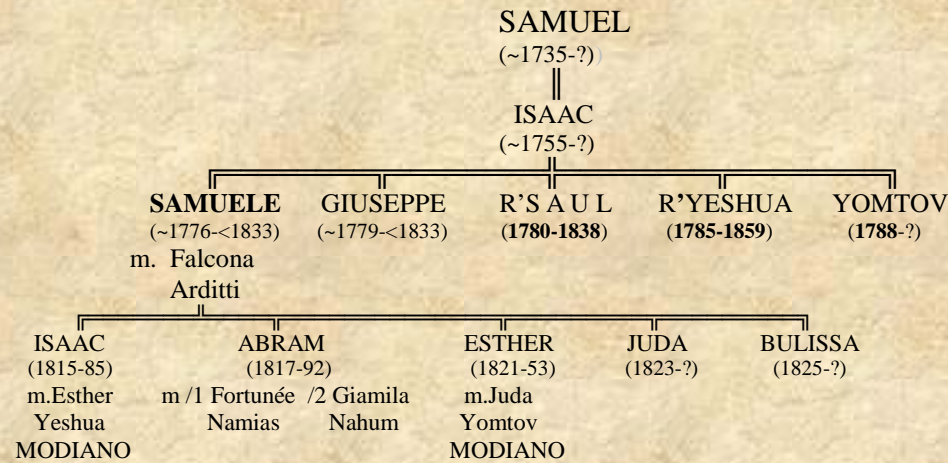 SAMUEL
(~1735-?)
ISAAC
(~1755-?)
SAMUELE GIUSEPPE R'S A U L R'YESHUA YOMTOV
(~1776-<1833) (~1779-<1833) (1780-1838) (1785-1859) (1788-?)
m. Falcona
Arditti
ISAAC ABRAM ESTHER JUDA BULISSA
(1815-85) (1817-92) (1821-53) (1823-?) (1825-?)
m.Esther m /1 Fortunée /2 Giamila m.Juda
Yeshua Namias Nahum Yomtov
MODIANO MODIANO